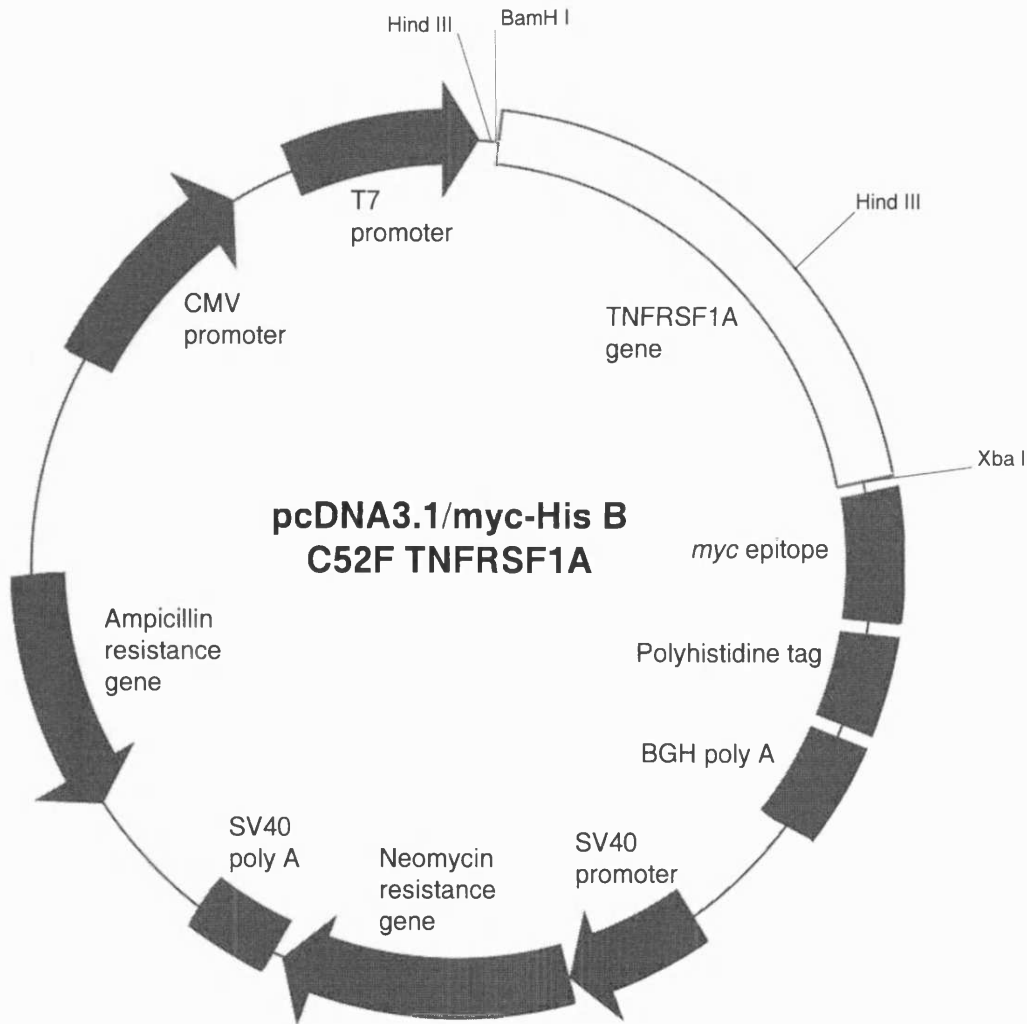 Hind III
BamH I
T7
promoter
Hind III
CMV
promoter
TNFRSF1A
gene
Xba I
pcDNA3.1/myc-His B
C52F TNFRSF1A
myc epitope
Ampicillin
resistance
gene
Polyhistidine tag
BGH poly A
SV40
poly A
Neomycin
resistance
gene
SV40
promoter